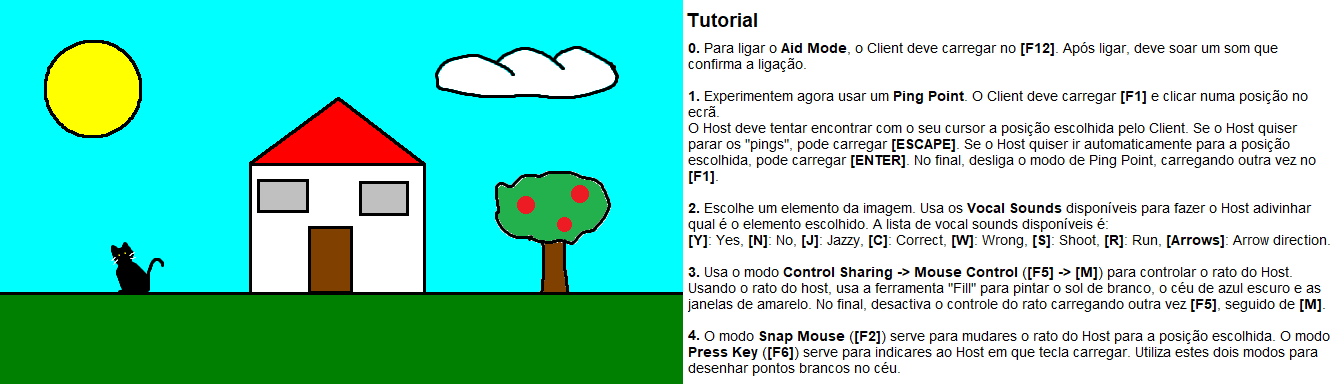 Tutorial
0. Para ligar o Aid Mode, o Client deve carregar no [F12]. Após ligar, deve soar um som que
confirma a ligação.
1. Experimentem agora usar um Ping Point. O Client deve carregar [F1] e clicar numa posição no
ecrã.
O Host deve tentar encontrar com o seu cursor a posição escolhida pelo Client. Se o Host quiser
parar os "pings", pode carregar [ESCAPE]. Se o Host quiser ir automaticamente para a posição
escolhida, pode carregar [ENTER]. No final, desliga o modo de Ping Point, carregando outra vez no
[F1].
2. Escolhe um elemento da imagem. Usa os Vocal Sounds disponíveis para fazer o Host adivinhar
qual é o elemento escolhido. A lista de vocal sounds disponíveis é:
[Y]: Yes, [N]: No, [J]: Jazzy, [C]: Correct, [W]: Wrong, [S]: Shoot, [R]: Run, [Arrows]: Arrow direction.
3. Usa o modo Control Sharing -> Mouse Control ([F5] -> [M]) para controlar o rato do Host.
Usando o rato do host, usa a ferramenta "Fill" para pintar o sol de branco, o céu de azul escuro e as
janelas de amarelo. No final, desactiva o controle do rato carregando outra vez [F5], seguido de [M].
4. O modo Snap Mouse ([F2]) serve para mudares o rato do Host para a posição escolhida. O modo
Press Key ([F6]) serve para indicares ao Host em que tecla carregar. Utiliza estes dois modos para
desenhar pontos brancos no céu.